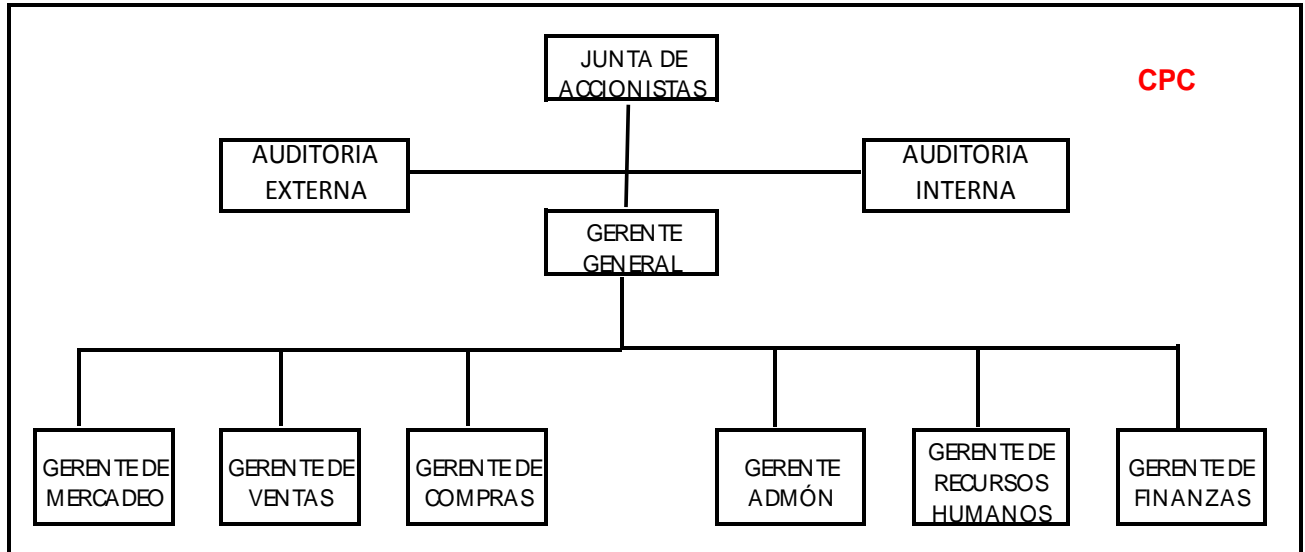 JUNTA DE
ACCIONISTAS
CPC
AUDITORIA
EXTERNA
AUDITORIA
INTERNA
GERENTE
GENERAL
GERENTE DE
MERCADEO
GERENTE DE
VENTAS
GERENTE DE
COMPRAS
GERENTE
ADMÓN
GERENTE DE
RECURSOS
HUMANOS
GERENTE DE
FINANZAS